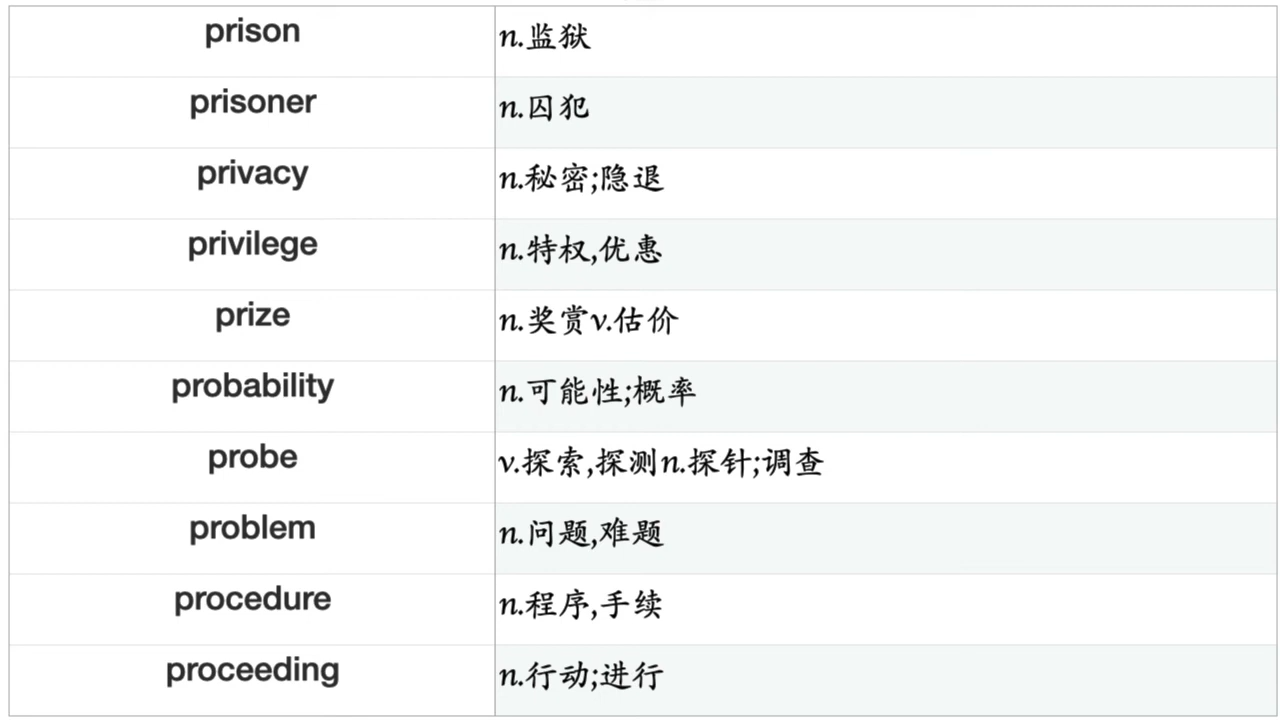 prison n.监狱
prisoner n.囚犯
privacy n.秘密;隐退
privilege n.特权,优惠
prize n.奖赏v.估价
probability n.可能性;概率
probe v.探索,探测n.探针;调查
problem n.问题,难题
procedure n.程序,手续
proceeding n.行动;进行